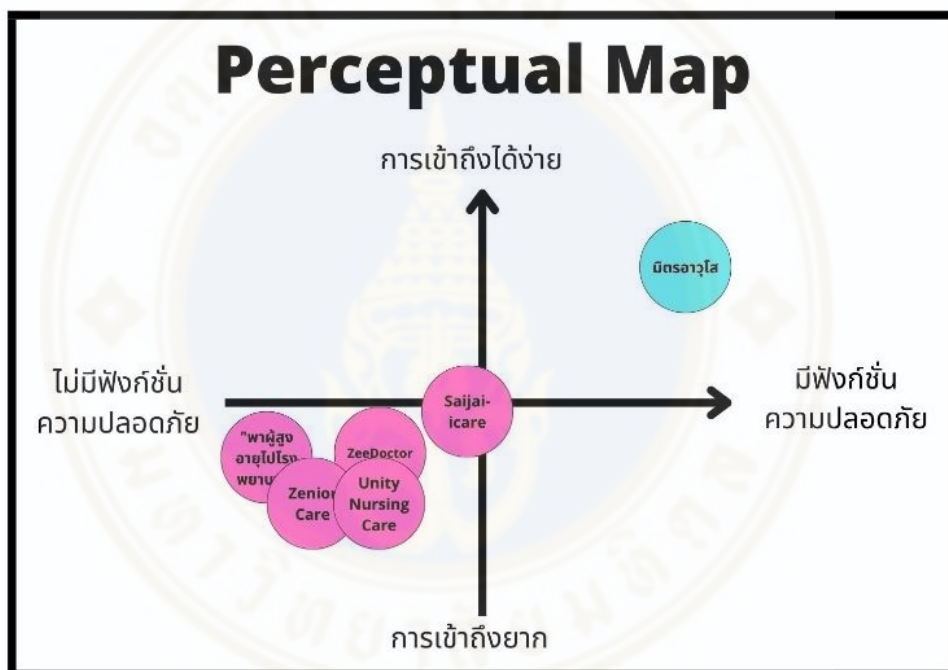 Perceptual Map
การเข้าถึงได้ง่าย
มิตรอาวุโส
ไม่มีฟังก์ชั่น
ความปลอดภัย
มีฟังก์ชั่น
ความปลอดภัย
Saijai-
icare
"พาผู้สูง
อายุไปโรง
ZeeDoctor
Zenior
Care
Unity
Nursing
Care
การเข้าถึงยาก